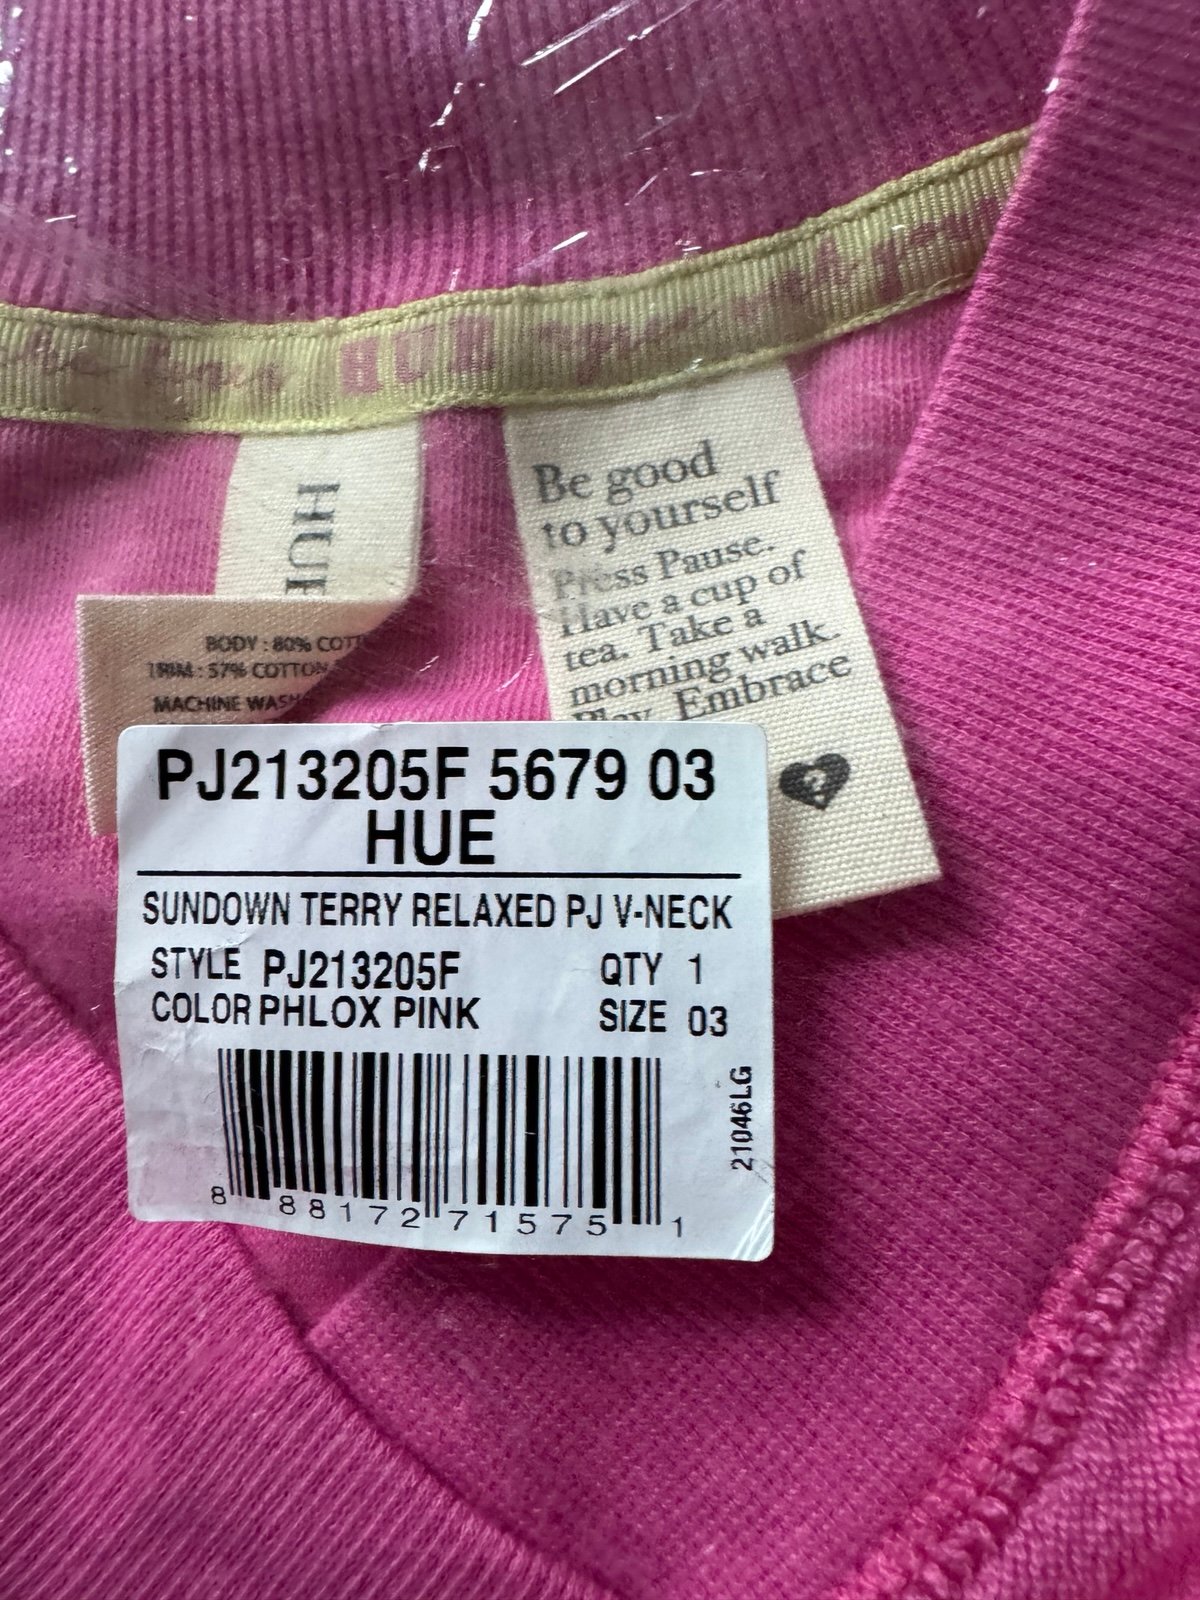 HUE
HUE
Be good
to yourself
Press Pause.
Have a cup of
tea. Take a
morning walk.
Play. Embrace
BODY : 80%
TRIM : 57% COTTON
MACHINE WASH
PJ213205F 5679 03
HUE
SUNDOWN TERRY RELAXED PJ V-NECK
STYLE PJ213205F QTY 1
COLOR PHLOX PINK SIZE 03
21046LG
8 88172 71575 1